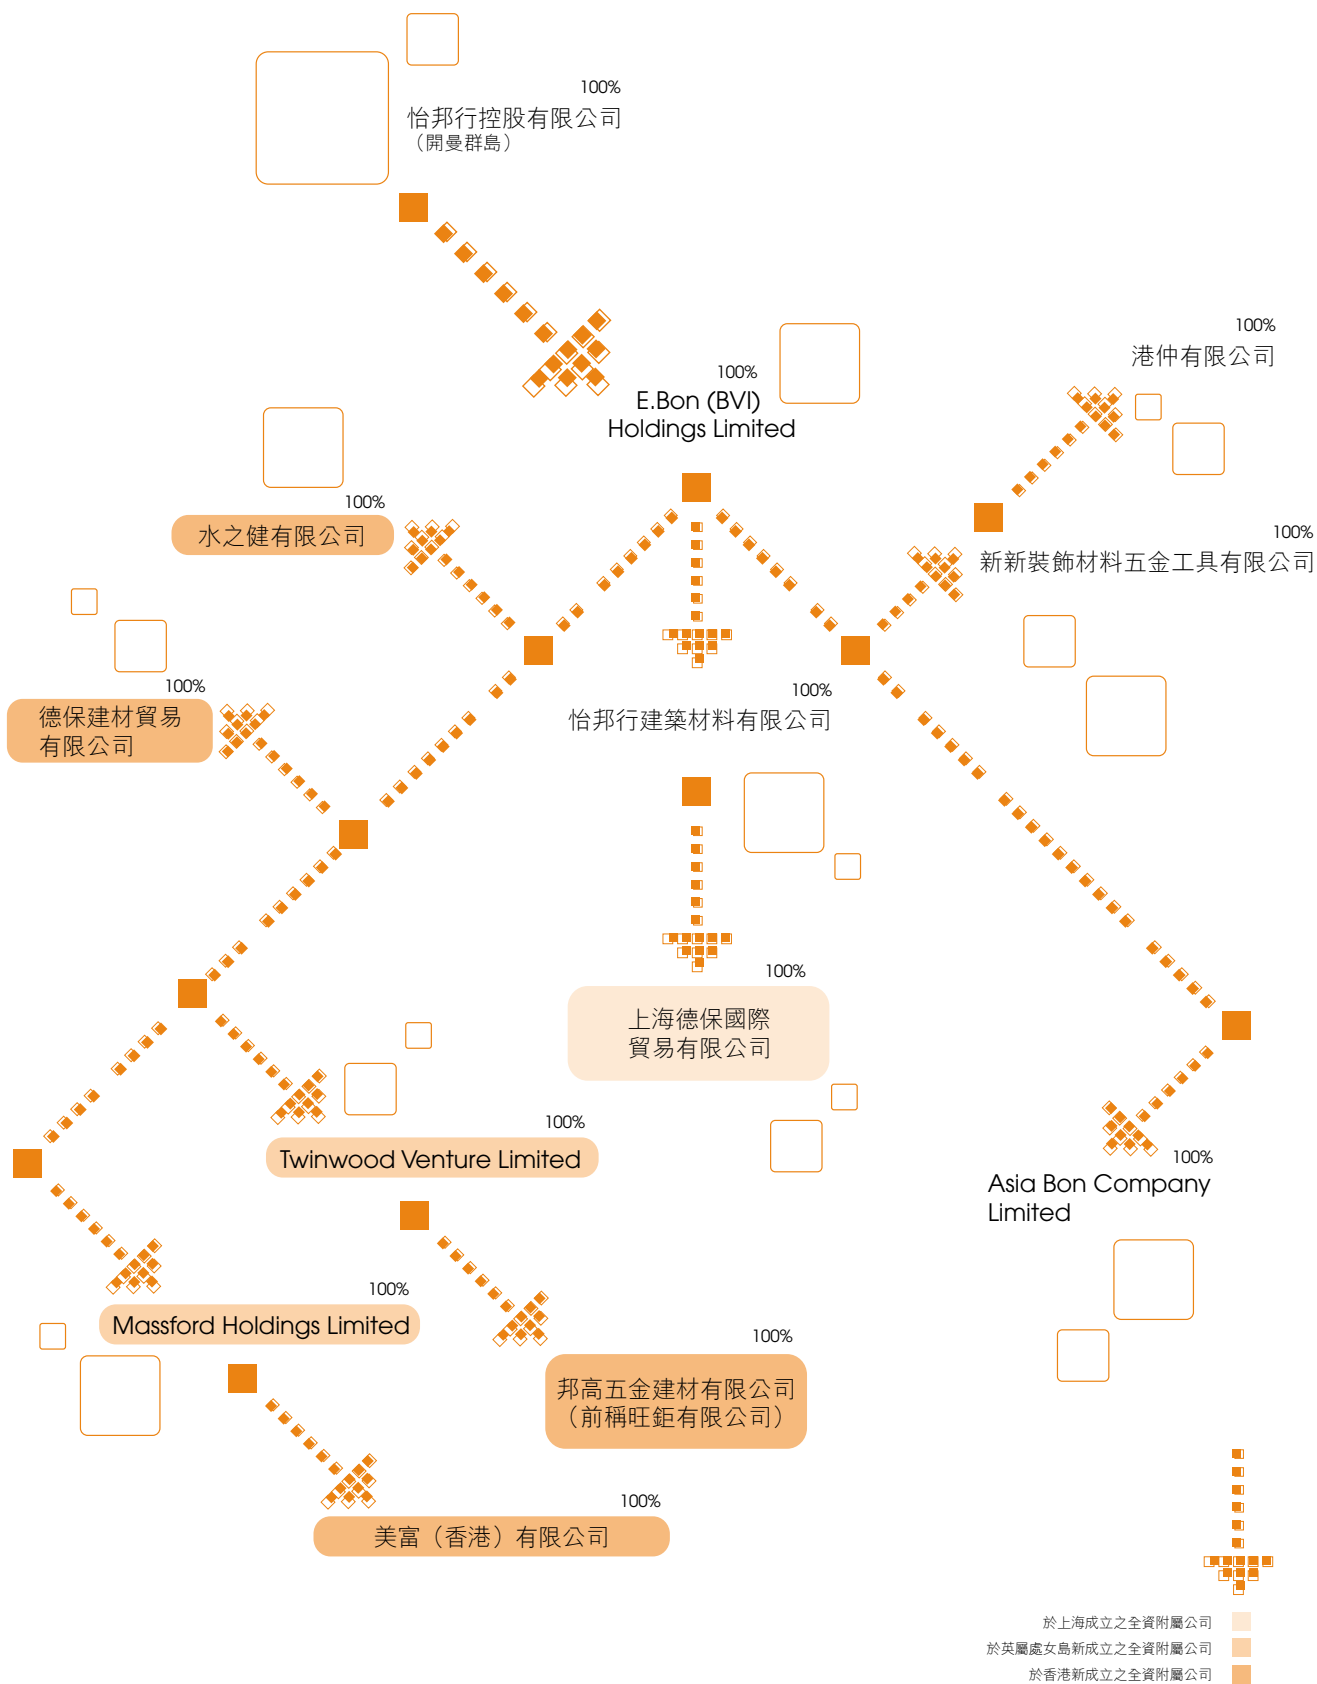 100%
怡邦行控股有限公司
（開曼群島）
100%
E.Bon (BVI)
Holdings Limited
100%
港仲有限公司
100%
水之健有限公司
100%
新新裝飾材料五金工具有限公司
100%
德保建材貿易
有限公司
100%
怡邦行建築材料有限公司
100%
上海德保國際
貿易有限公司
100%
Twinwood Venture Limited
100%
Asia Bon Company
Limited
100%
Massford Holdings Limited
100%
邦高五金建材有限公司
（前稱旺鉅有限公司）
100%
美富（香港）有限公司
於上海成立之全資附屬公司
於英屬處女島新成立之全資附屬公司
於香港新成立之全資附屬公司